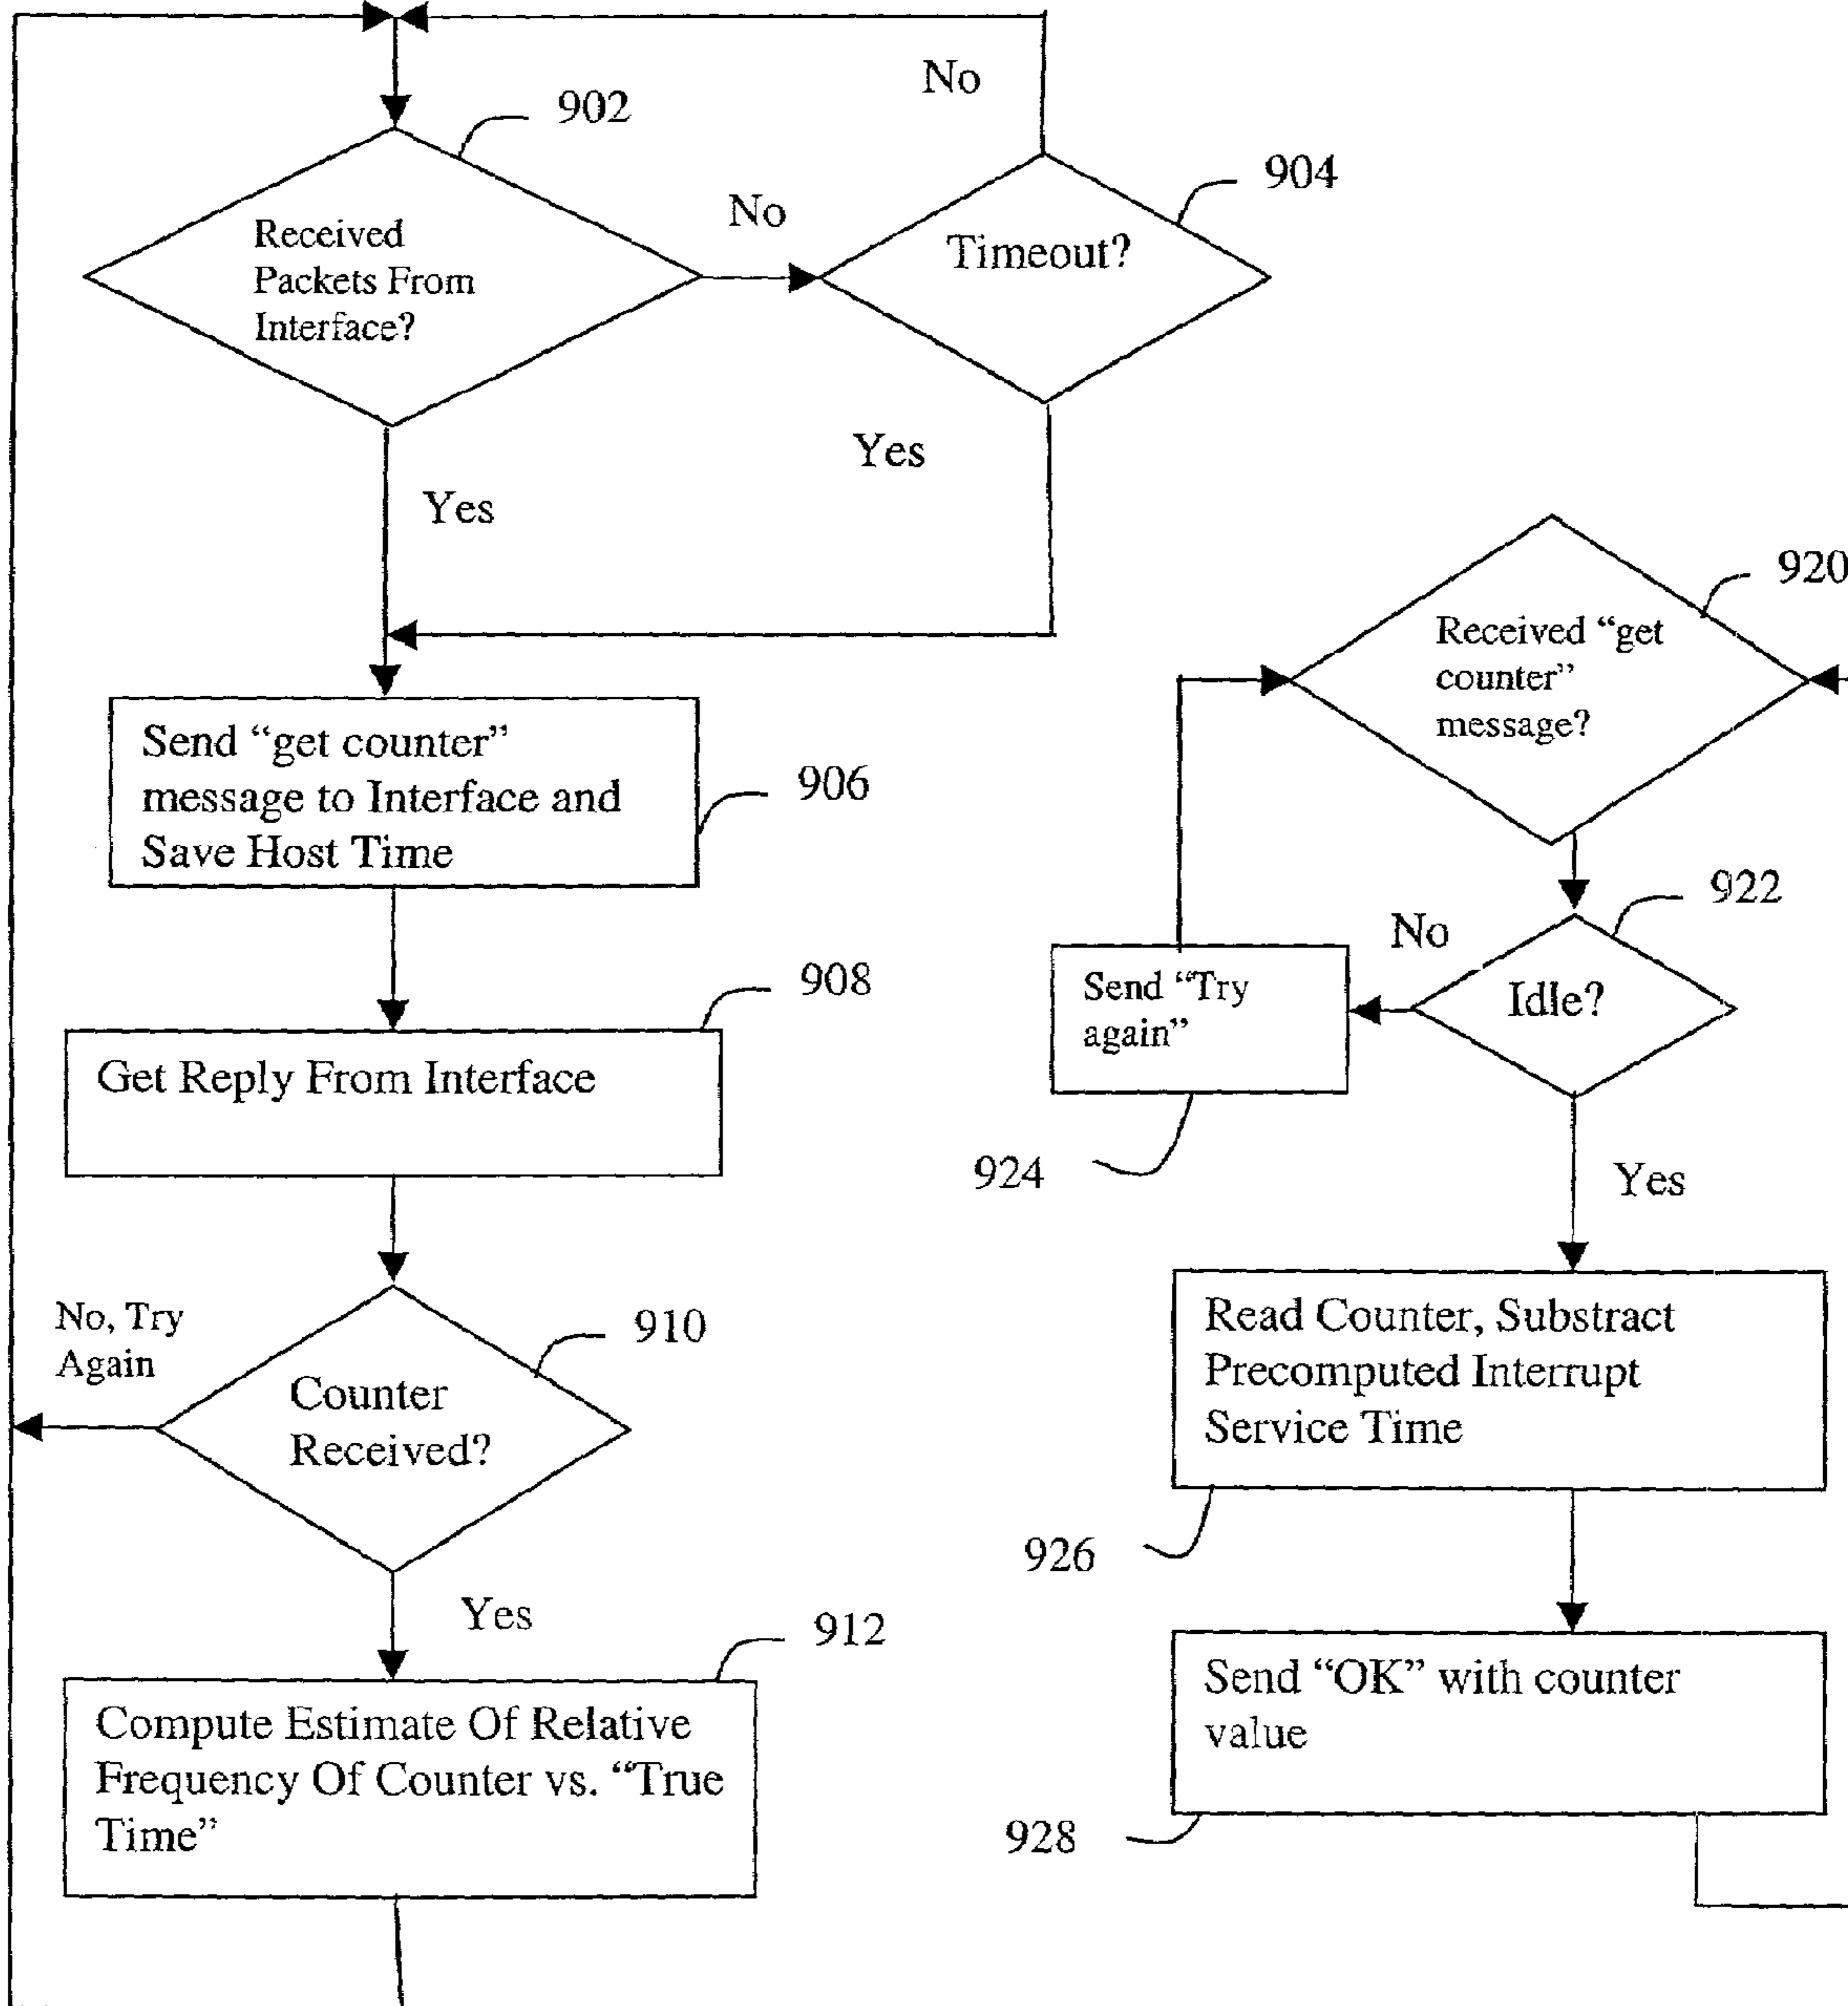 No
902
904
Received
Packets From
Interface?
No
Timeout?
Yes
Yes
Send “get counter”
message to Interface and
Save Host Time
906
908
Get Reply From Interface
No, Try
Again
910
Counter
Received?
Yes
912
Compute Estimate Of Relative
Frequency Of Counter vs. “True
Time”
920
Received “get
counter”
message?
922
No
Idle?
Send “Try
again”
924
Yes
Read Counter, Substract
Precomputed Interrupt
Service Time
926
Send “OK” with counter
value
928